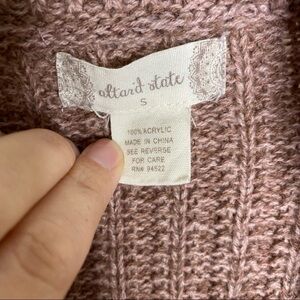 altar'd state
S
100% ACRYLIC
MADE IN CHINA
SEE REVERSE
FOR CARE
RN# 94522